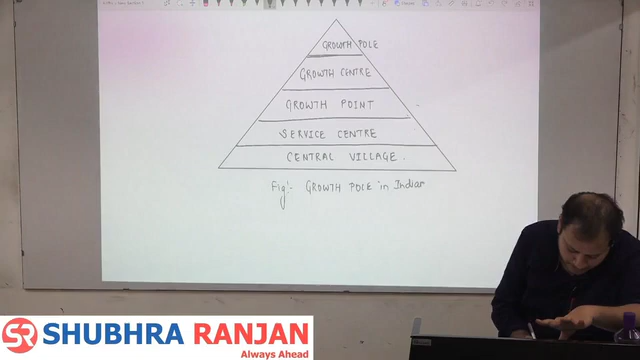 GROWTH POLE
GROWTH CENTRE
GROWTH POINT
SERVICE CENTRE
CENTRAL VILLAGE.
Fig:- GROWTH POLE in Indian
SR SHUBHRA RANJAN
Always Ahead